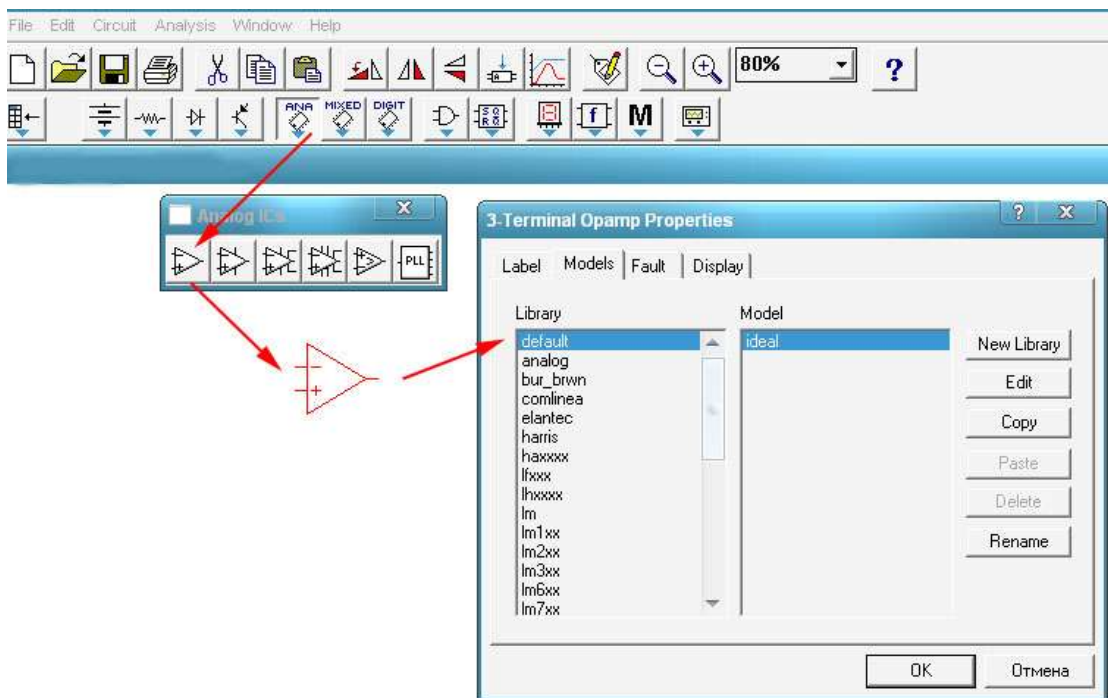 File Edit Circuit Analysis Window Help
80% ?
ANA MIXED DIGIT
f M
Analog ICs
PLL
3-Terminal Opamp Properties
Label Models Fault Display
Library Model
default ideal
analog
bur_brwn
comlinea
elantec
harris
haxxxx
lfxxx
lhxxxx
lm
lm1xx
lm2xx
lm3xx
lm6xx
lm7xx
New Library
Edit
Copy
Paste
Delete
Rename
OK Отмена